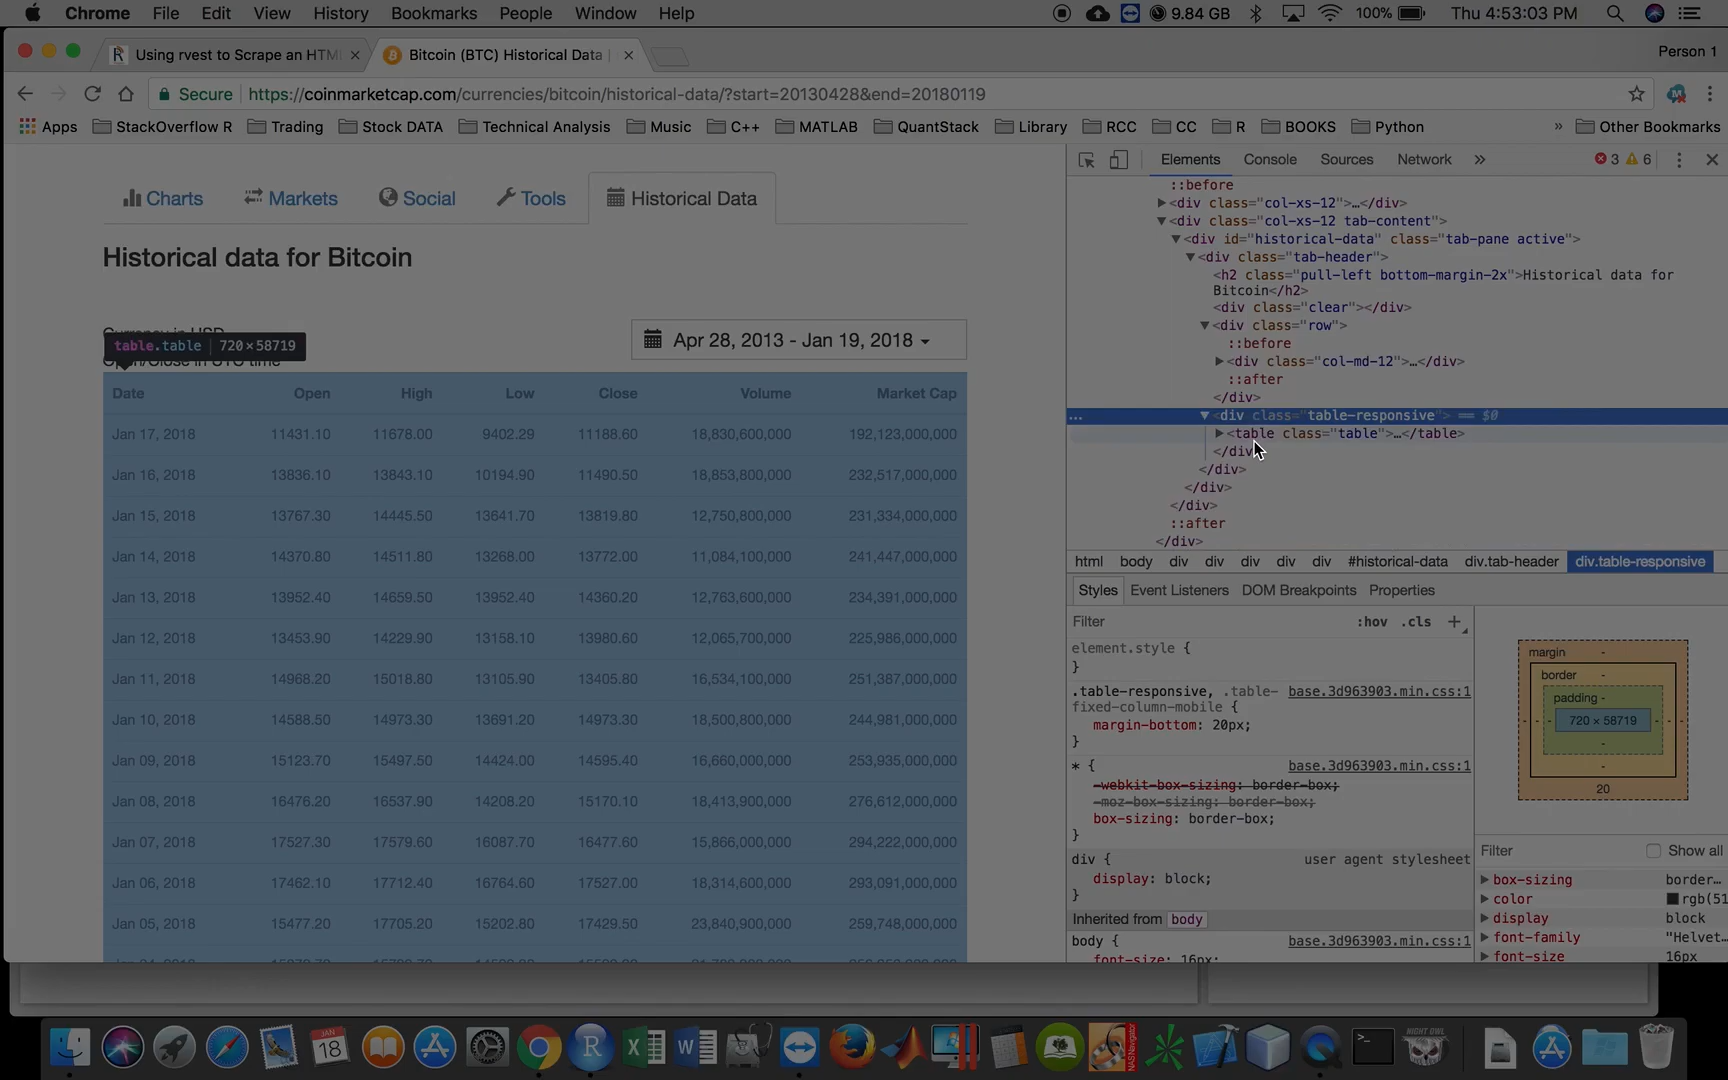 Chrome File Edit View History Bookmarks People Window Help 9.84 GB 100% Thu 4:53:03 PM
Using rvest to Scrape an HTM Bitcoin (BTC) Historical Data Person 1
Secure https://coinmarketcap.com/currencies/bitcoin/historical-data/?start=20130428&end=20180119
Apps StackOverflow R Trading Stock DATA Technical Analysis Music C++ MATLAB QuantStack Library RCC CC R BOOKS Python » Other Bookmarks
Charts Markets Social Tools Historical Data
Historical data for Bitcoin
Currency in USD
table.table 720×58719
Open/Close in UTC time
Apr 28, 2013 - Jan 19, 2018
Date Open High Low Close Volume Market Cap
Jan 17, 2018 11431.10 11678.00 9402.29 11188.60 18,830,600,000 192,123,000,000
Jan 16, 2018 13836.10 13843.10 10194.90 11490.50 18,853,800,000 232,517,000,000
Jan 15, 2018 13767.30 14445.50 13641.70 13819.80 12,750,800,000 231,334,000,000
Jan 14, 2018 14370.80 14511.80 13268.00 13772.00 11,084,100,000 241,447,000,000
Jan 13, 2018 13952.40 14659.50 13952.40 14360.20 12,763,600,000 234,391,000,000
Jan 12, 2018 13453.90 14229.90 13158.10 13980.60 12,065,700,000 225,986,000,000
Jan 11, 2018 14968.20 15018.80 13105.90 13405.80 16,534,100,000 251,387,000,000
Jan 10, 2018 14588.50 14973.30 13691.20 14973.30 18,500,800,000 244,981,000,000
Jan 09, 2018 15123.70 15497.50 14424.00 14595.40 16,660,000,000 253,935,000,000
Jan 08, 2018 16476.20 16537.90 14208.20 15170.10 18,413,900,000 276,612,000,000
Jan 07, 2018 17527.30 17579.60 16087.70 16477.60 15,866,000,000 294,222,000,000
Jan 06, 2018 17462.10 17712.40 16764.60 17527.00 18,314,600,000 293,091,000,000
Jan 05, 2018 15477.20 17705.20 15202.80 17429.50 23,840,900,000 259,748,000,000
Elements Console Sources Network » 3 6
::before
<div class="col-xs-12">…</div>
<div class="col-xs-12 tab-content">
<div id="historical-data" class="tab-pane active">
<div class="tab-header">
<h2 class="pull-left bottom-margin-2x">Historical data for
Bitcoin</h2>
<div class="clear"></div>
<div class="row">
::before
<div class="col-md-12">…</div>
::after
</div>
... <div class="table-responsive"> == $0
<table class="table">…</table>
</div>
</div>
</div>
</div>
::after
</div>
html body div div div div div #historical-data div.tab-header div.table-responsive
Styles Event Listeners DOM Breakpoints Properties
Filter :hov .cls +
element.style {
}
.table-responsive, .table- base.3d963903.min.css:1
fixed-column-mobile {
margin-bottom: 20px;
}
* { base.3d963903.min.css:1
-webkit-box-sizing: border-box;
-moz-box-sizing: border-box;
box-sizing: border-box;
}
div { user agent stylesheet
display: block;
}
Inherited from body
body { base.3d963903.min.css:1
font-size: 16px;
margin -
border -
padding -
- - - 720 × 58719 - - -
-
-
20
Filter Show all
box-sizing border…
color rgb(51
display block
font-family "Helvet…
font-size 16px
JAN
18
NIGHT OWL